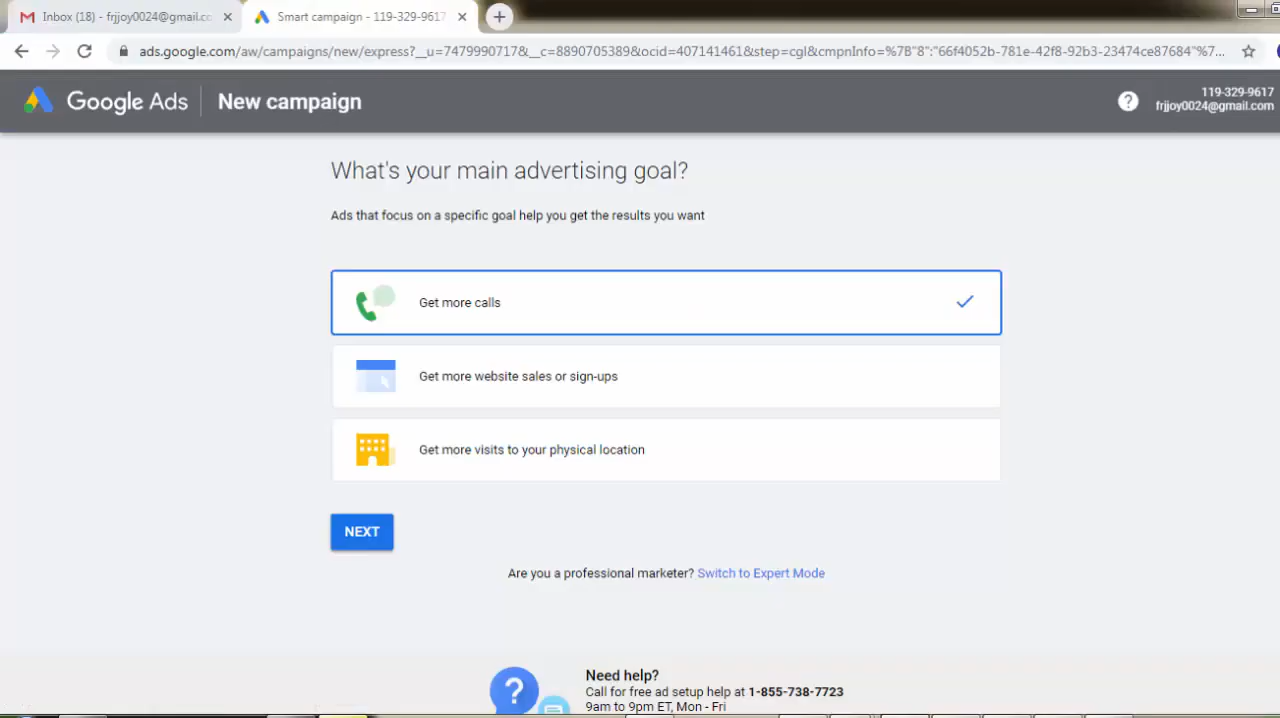 Inbox (18) - frjjoy0024@gmail.co
Smart campaign - 119-329-9617
ads.google.com/aw/campaigns/new/express?__u=7479990717&__c=8890705389&ocid=407141461&step=cgl&cmpnInfo=%7B"8":"66f4052b-781e-42f8-92b3-23474ce87684"%7...
Google Ads
New campaign
?
119-329-9617
frjjoy0024@gmail.com
What's your main advertising goal?
Ads that focus on a specific goal help you get the results you want
Get more calls
Get more website sales or sign-ups
Get more visits to your physical location
NEXT
Are you a professional marketer? Switch to Expert Mode
?
Need help?
Call for free ad setup help at 1-855-738-7723
9am to 9pm ET, Mon - Fri